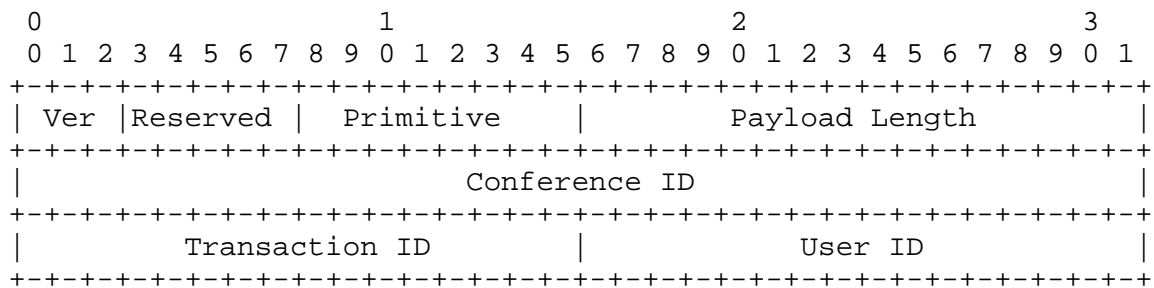 0                   1                   2                   3
 0 1 2 3 4 5 6 7 8 9 0 1 2 3 4 5 6 7 8 9 0 1 2 3 4 5 6 7 8 9 0 1
+-+-+-+-+-+-+-+-+-+-+-+-+-+-+-+-+-+-+-+-+-+-+-+-+-+-+-+-+-+-+-+-+
| Ver |Reserved |  Primitive    |        Payload Length         |
+-+-+-+-+-+-+-+-+-+-+-+-+-+-+-+-+-+-+-+-+-+-+-+-+-+-+-+-+-+-+-+-+
|                         Conference ID                         |
+-+-+-+-+-+-+-+-+-+-+-+-+-+-+-+-+-+-+-+-+-+-+-+-+-+-+-+-+-+-+-+-+
|         Transaction ID        |            User ID            |
+-+-+-+-+-+-+-+-+-+-+-+-+-+-+-+-+-+-+-+-+-+-+-+-+-+-+-+-+-+-+-+-+